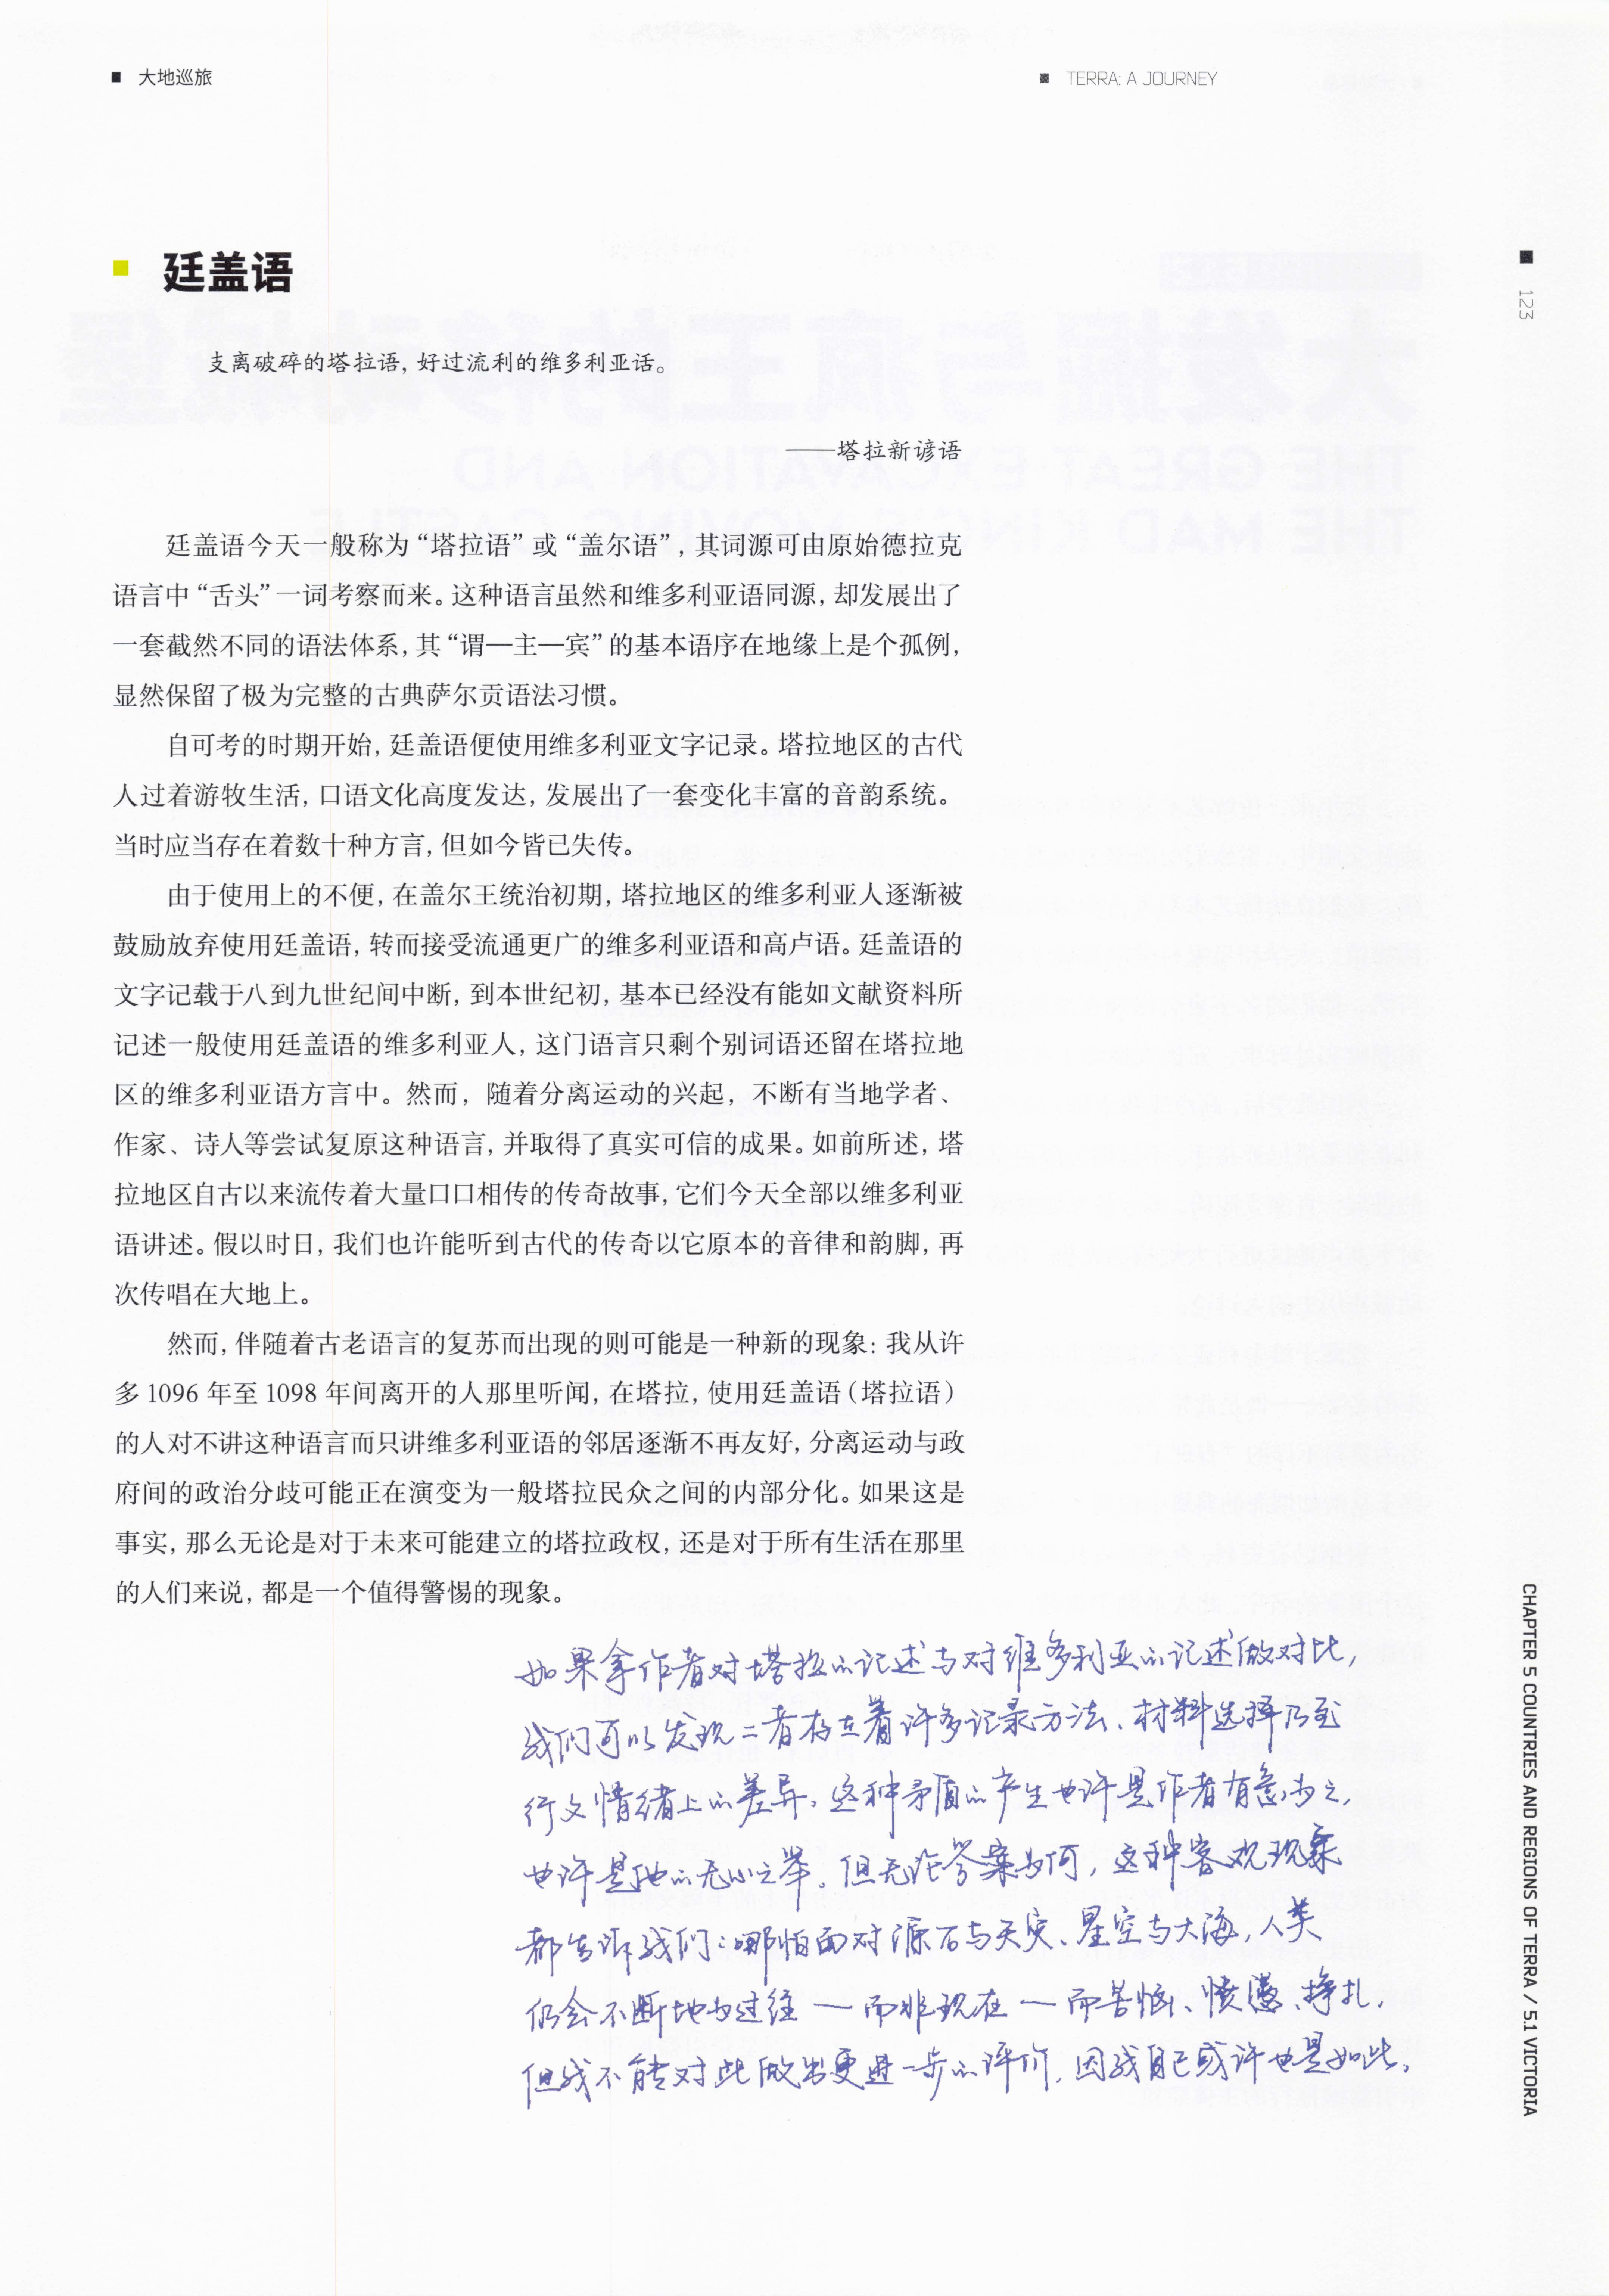 大地巡旅
TERRA: A JOURNEY
123
廷盖语
支离破碎的塔拉语，好过流利的维多利亚话。
——塔拉新谚语
廷盖语今天一般称为“塔拉语”或“盖尔语”，其词源可由原始德拉克
语言中“舌头”一词考察而来。这种语言虽然和维多利亚语同源，却发展出了
一套截然不同的语法体系，其“谓—主—宾”的基本语序在地缘上是个孤例，
显然保留了极为完整的古典萨尔贡语法习惯。
自可考的时期开始，廷盖语便使用维多利亚文字记录。塔拉地区的古代
人过着游牧生活，口语文化高度发达，发展出了一套变化丰富的音韵系统。
当时应当存在着数十种方言，但如今皆已失传。
由于使用上的不便，在盖尔王统治初期，塔拉地区的维多利亚人逐渐被
鼓励放弃使用廷盖语，转而接受流通更广的维多利亚语和高卢语。廷盖语的
文字记载于八到九世纪间中断，到本世纪初，基本已经没有能如文献资料所
记述一般使用廷盖语的维多利亚人，这门语言只剩个别词语还留在塔拉地
区的维多利亚语方言中。然而，随着分离运动的兴起，不断有当地学者、
作家、诗人等尝试复原这种语言，并取得了真实可信的成果。如前所述，塔
拉地区自古以来流传着大量口口相传的传奇故事，它们今天全部以维多利亚
语讲述。假以时日，我们也许能听到古代的传奇以它原本的音律和韵脚，再
次传唱在大地上。
然而，伴随着古老语言的复苏而出现的则可能是一种新的现象：我从许
多 1096 年至 1098 年间离开的人那里听闻，在塔拉，使用廷盖语（塔拉语）
的人对不讲这种语言而只讲维多利亚语的邻居逐渐不再友好，分离运动与政
府间的政治分歧可能正在演变为一般塔拉民众之间的内部分化。如果这是
事实，那么无论是对于未来可能建立的塔拉政权，还是对于所有生活在那里
的人们来说，都是一个值得警惕的现象。
如果拿作者对塔拉的记述与对维多利亚的记述做对比，
我们可以发现二者存在着许多记录方法、材料选择乃至
行文情绪上的差异。这种矛盾的产生也许是作者有意为之，
也许是他的无心之举。但无论答案为何，这种客观现象
都告诉我们：哪怕面对源石与天灾、星空与大海，人类
仍会不断地为过往——而非现在——而苦恼、愤懑、挣扎。
但我不能对此做出更进一步的评价，因我自己或许也是如此。
CHAPTER 5 COUNTRIES AND REGIONS OF TERRA / 5.1 VICTORIA